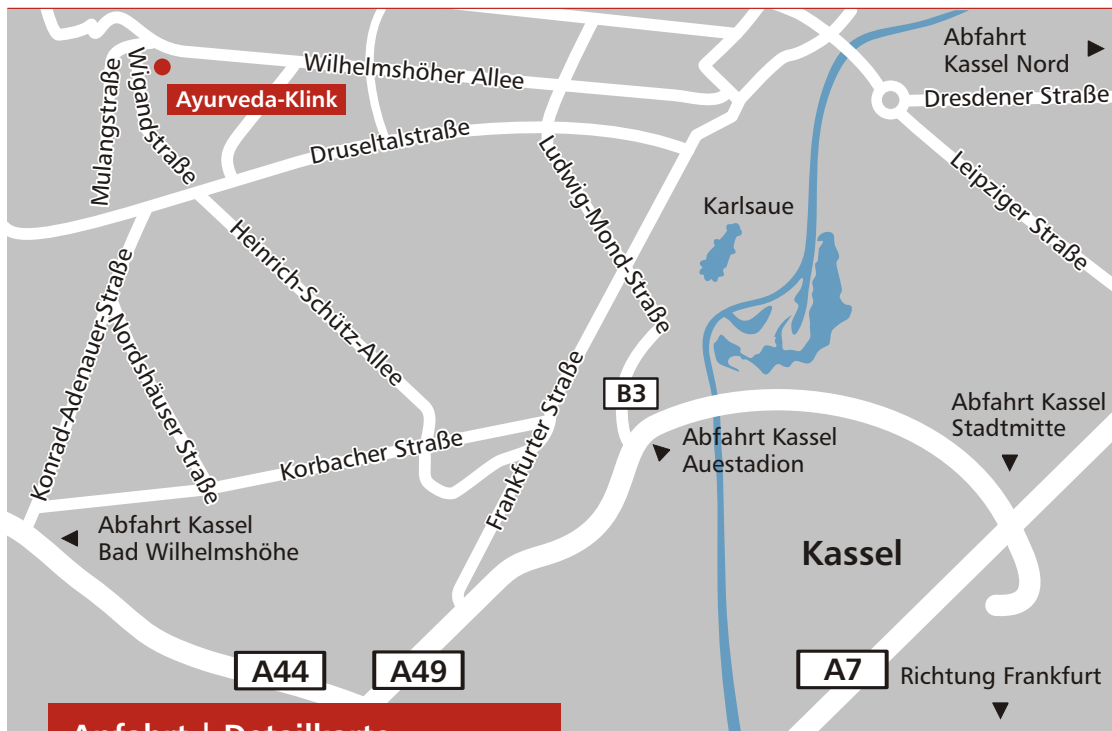 Abfahrt
Kassel Nord
Wilhelmshöher Allee
Wigandstraße
Mulangstraße
Ayurveda-Klink
Dresdener Straße
Druseltalstraße
Ludwig-Mond-Straße
Leipziger Straße
Karlsaue
Heinrich-Schütz-Allee
Konrad-Adenauer-Straße
Nordshäuser Straße
Frankfurter Straße
B3
Abfahrt Kassel
Stadtmitte
Korbacher Straße
Abfahrt Kassel
Auestadion
Abfahrt Kassel
Bad Wilhelmshöhe
Kassel
A44
A49
A7
Richtung Frankfurt
Anfahrt | Detailkarte